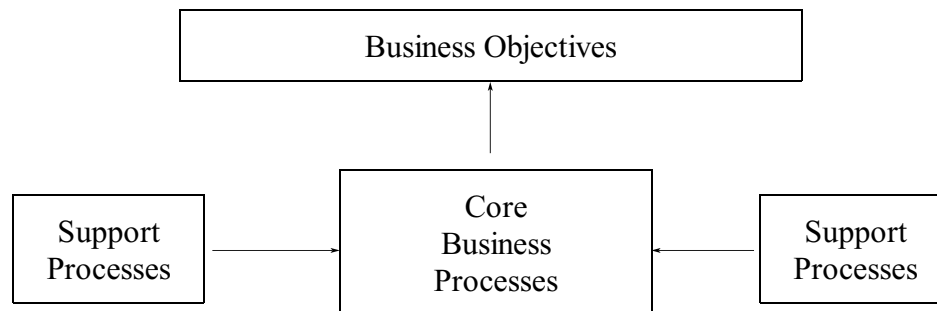 Business Objectives
Support
Processes
Core
Business
Processes
Support
Processes